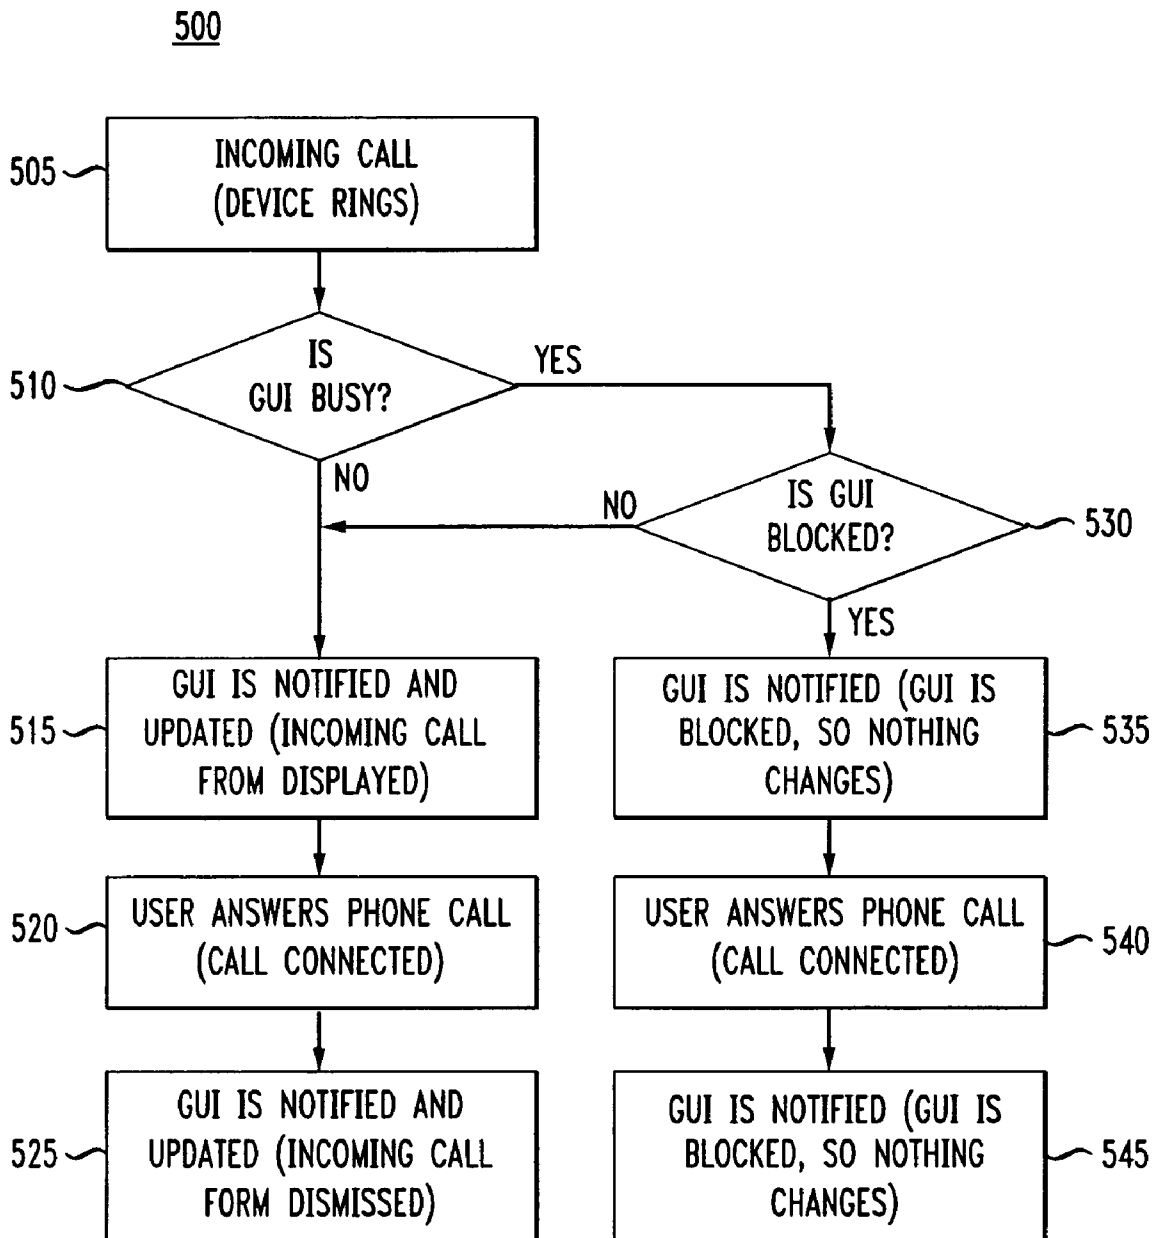 500
505
INCOMING CALL
(DEVICE RINGS)
510
IS
GUI BUSY?
YES
NO
IS GUI
BLOCKED?
530
NO
YES
515
GUI IS NOTIFIED AND
UPDATED (INCOMING CALL
FROM DISPLAYED)
GUI IS NOTIFIED (GUI IS
BLOCKED, SO NOTHING
CHANGES)
535
520
USER ANSWERS PHONE CALL
(CALL CONNECTED)
USER ANSWERS PHONE CALL
(CALL CONNECTED)
540
525
GUI IS NOTIFIED AND
UPDATED (INCOMING CALL
FORM DISMISSED)
GUI IS NOTIFIED (GUI IS
BLOCKED, SO NOTHING
CHANGES)
545